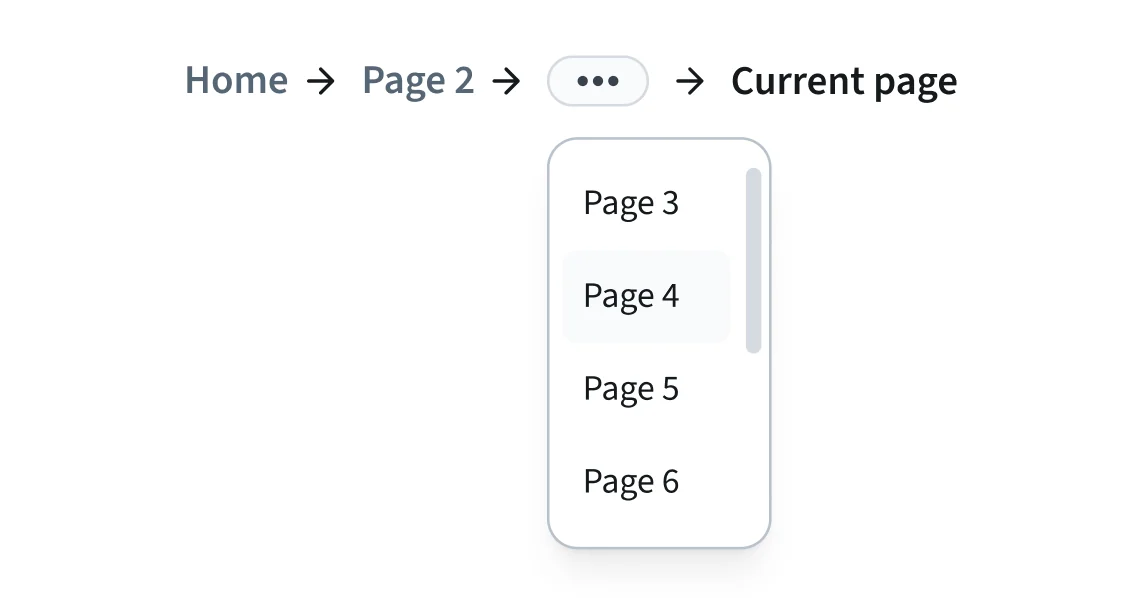 Home → Page 2 → ••• → Current page
Page 3
Page 4
Page 5
Page 6